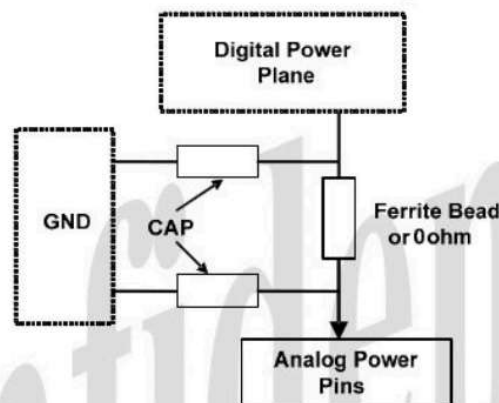 Digital Power
Plane
GND
CAP
Ferrite Bead
or 0ohm
Analog Power
Pins